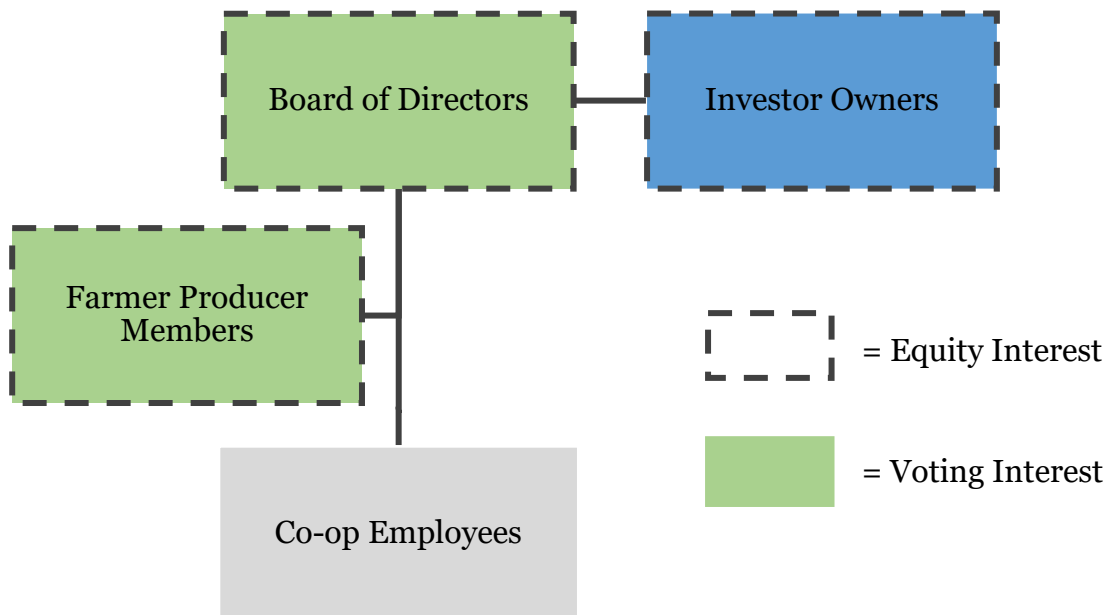 Board of Directors
Investor Owners
Farmer Producer
Members
= Equity Interest
= Voting Interest
Co-op Employees